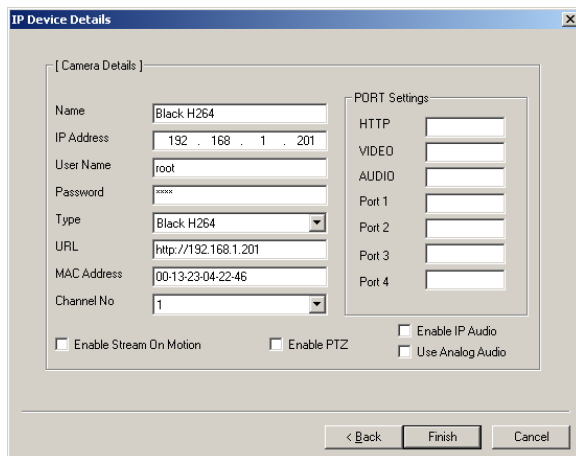 IP Device Details
[ Camera Details ]
Name Black H264
IP Address 192 . 168 . 1 . 201
User Name root
Password ××××
Type Black H264
URL http://192.168.1.201
MAC Address 00-13-23-04-22-46
Channel No 1
PORT Settings
HTTP
VIDEO
AUDIO
Port 1
Port 2
Port 3
Port 4
Enable Stream On Motion
Enable PTZ
Enable IP Audio
Use Analog Audio
< Back
Finish
Cancel